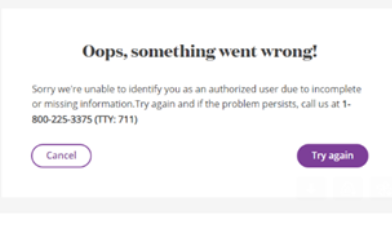 Oops, something went wrong!
Sorry we're unable to identify you as an authorized user due to incomplete
or missing information.Try again and if the problem persists, call us at 1-
800-225-3375 (TTY: 711)
Cancel
Try again